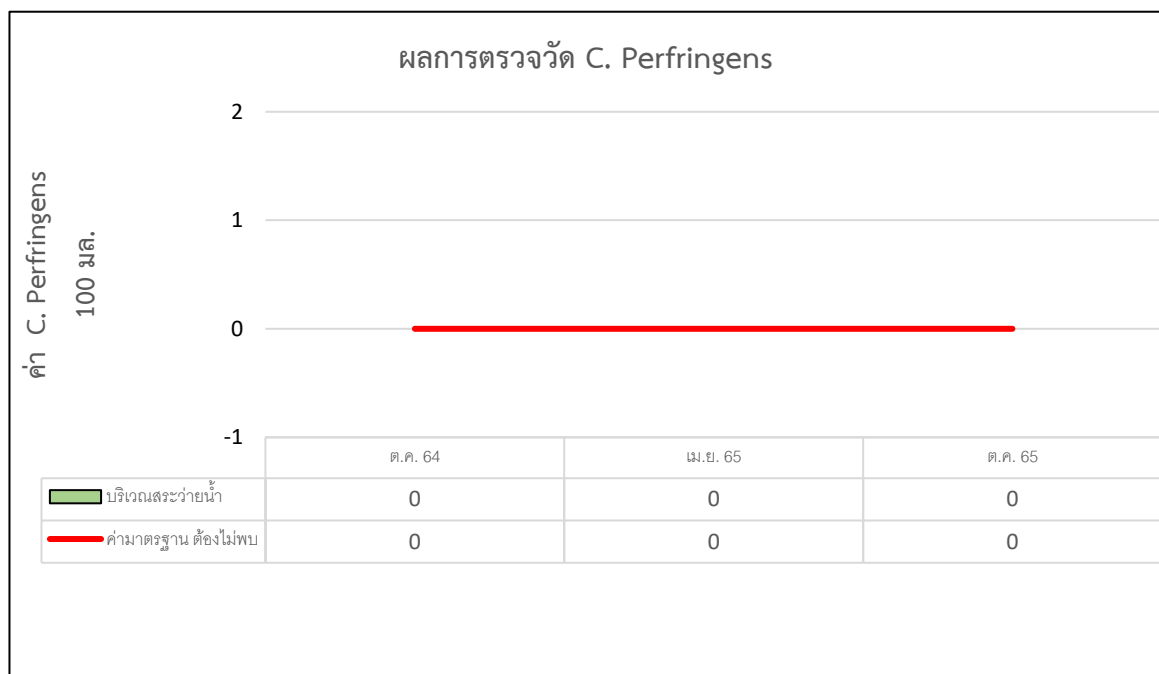 ผลการตรวจวัด C. Perfringens
ค่า C. Perfringens
100 มล.
2
1
0
-1
ต.ค. 64 เม.ย. 65 ต.ค. 65
บริเวณสระว่ายน้ำ 0 0 0
ค่ามาตรฐาน ต้องไม่พบ 0 0 0